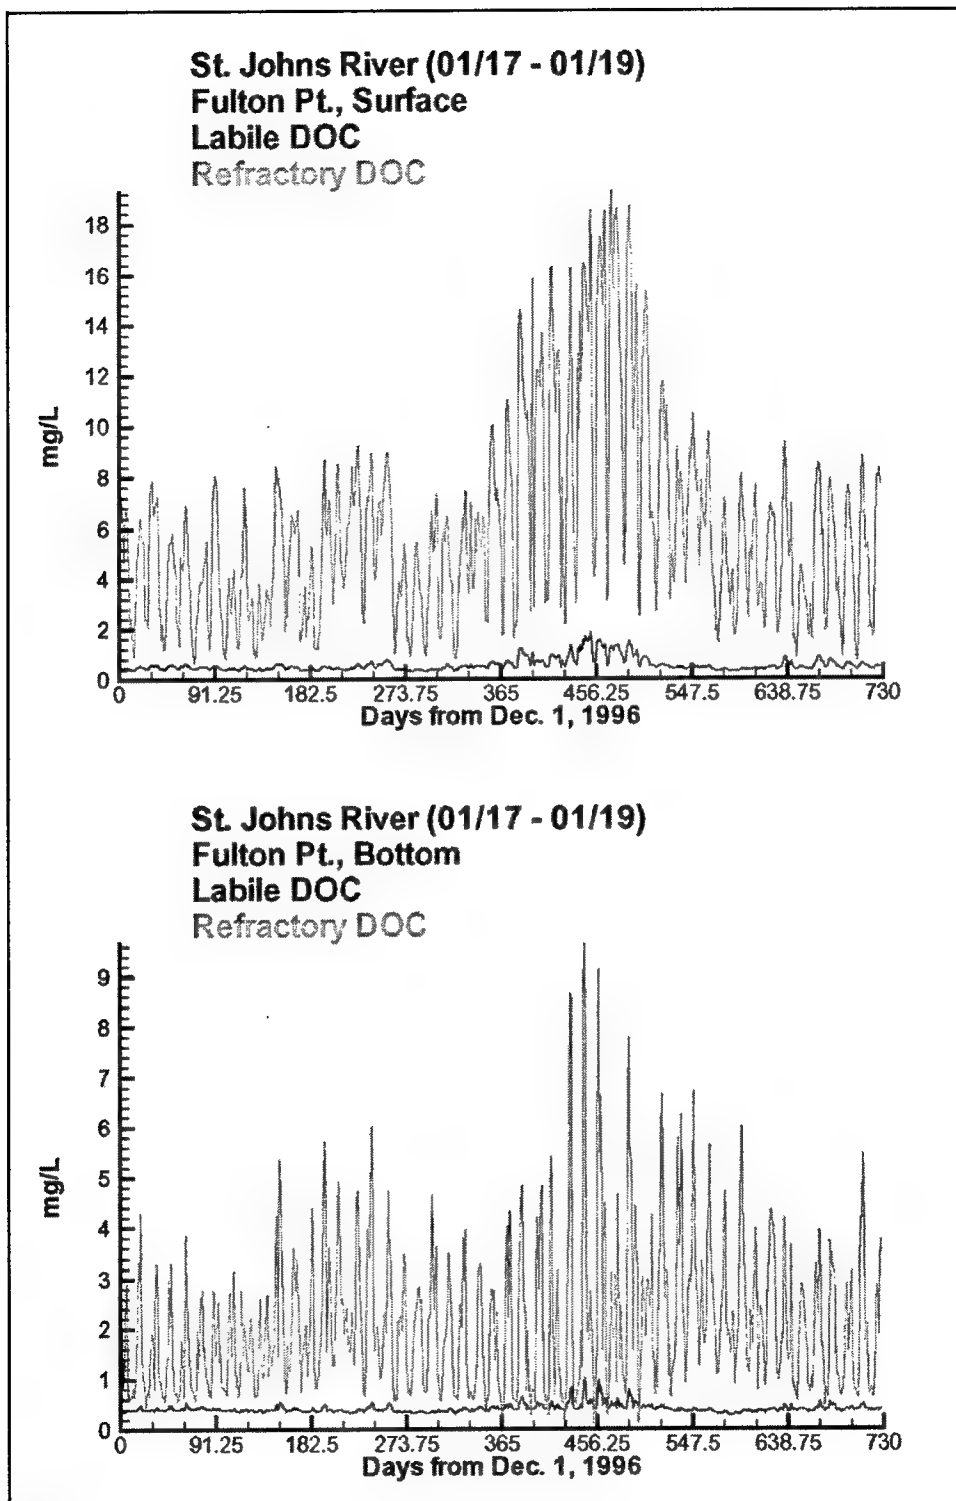 St. Johns River (01/17 - 01/19)
Fulton Pt., Surface
Labile DOC
Refractory DOC
18
16
14
12
10
8
6
4
2
0
mg/L
0 91.25 182.5 273.75 365 456.25 547.5 638.75 730
Days from Dec. 1, 1996
St. Johns River (01/17 - 01/19)
Fulton Pt., Bottom
Labile DOC
Refractory DOC
9
8
7
6
5
4
3
2
1
0
mg/L
0 91.25 182.5 273.75 365 456.25 547.5 638.75 730
Days from Dec. 1, 1996